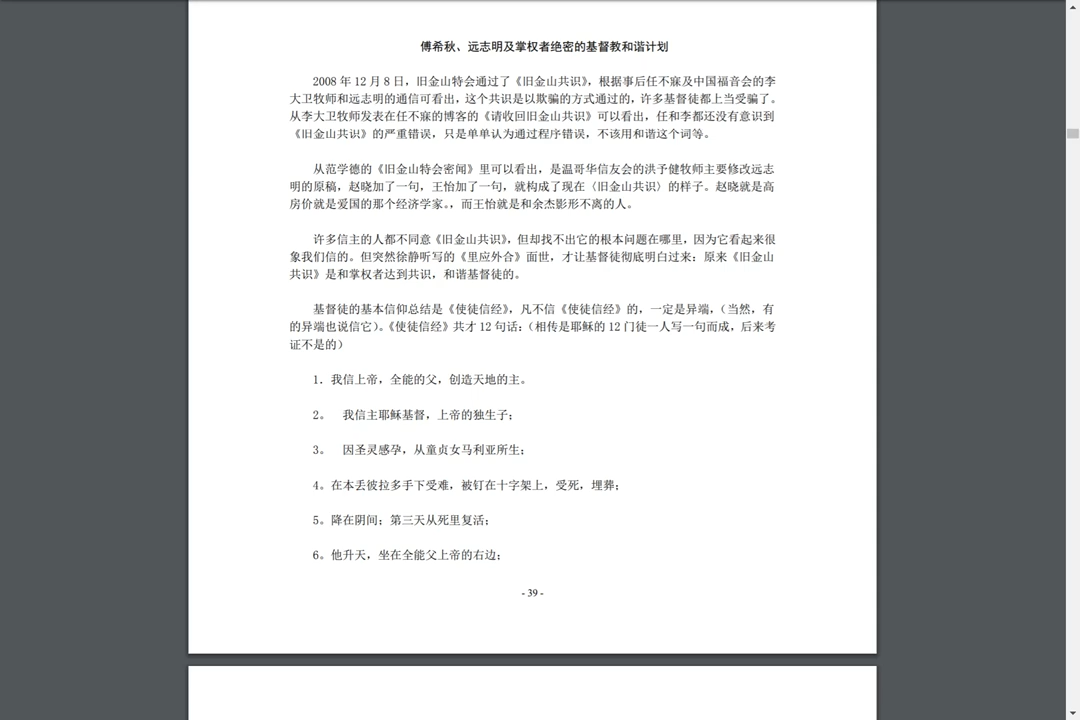 傅希秋、远志明及掌权者绝密的基督教和谐计划
2008 年 12 月 8 日，旧金山特会通过了《旧金山共识》，根据事后任不寐及中国福音会的李
大卫牧师和远志明的通信可看出，这个共识是以欺骗的方式通过的，许多基督徒都上当受骗了。
从李大卫牧师发表在任不寐的博客的《请收回旧金山共识》可以看出，任和李都还没有意识到
《旧金山共识》的严重错误，只是单单认为通过程序错误，不该用和谐这个词等。
从范学德的《旧金山特会密闻》里可以看出，是温哥华信友会的洪予健牧师主要修改远志
明的原稿，赵晓加了一句，王怡加了一句，就构成了现在〈旧金山共识〉的样子。赵晓就是高
房价就是爱国的那个经济学家。，而王怡就是和余杰影形不离的人。
许多信主的人都不同意《旧金山共识》，但却找不出它的根本问题在哪里，因为它看起来很
象我们信的。但突然徐静听写的《里应外合》面世，才让基督徒彻底明白过来：原来《旧金山
共识》是和掌权者达到共识，和谐基督徒的。
基督徒的基本信仰总结是《使徒信经》，凡不信《使徒信经》的，一定是异端，（当然，有
的异端也说信它）。《使徒信经》共才 12 句话：（相传是耶稣的 12 门徒一人写一句而成，后来考
证不是的）
1．我信上帝，全能的父，创造天地的主。
2。 我信主耶稣基督，上帝的独生子；
3。 因圣灵感孕，从童贞女马利亚所生；
4。在本丢彼拉多手下受难，被钉在十字架上，受死，埋葬；
5。降在阴间；第三天从死里复活；
6。他升天，坐在全能父上帝的右边；
- 39 -